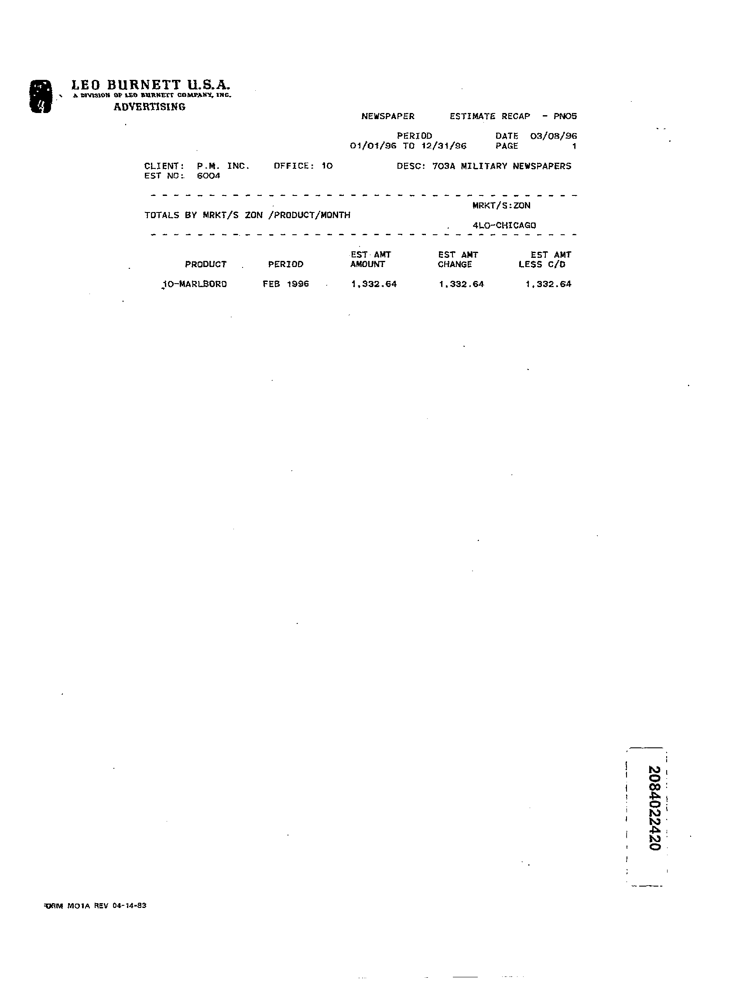 LEO BURNETT U.S.A.
A DIVISION OF LEO BURNETT COMPANY, INC.
ADVERTISING
NEWSPAPER ESTIMATE RECAP - PNO5
PERIOD DATE 03/08/96
01/01/96 TO 12/31/96 PAGE 1
CLIENT: P.M. INC. OFFICE: 10 DESC: 703A MILITARY NEWSPAPERS
EST NO: 6004
MRKT/S:ZON
TOTALS BY MRKT/S ZON /PRODUCT/MONTH
4LO-CHICAGO
EST AMT EST AMT EST AMT
PRODUCT PERIOD AMOUNT CHANGE LESS C/D
10-MARLBORO FEB 1996 1,332.64 1,332.64 1,332.64
2084022420
FORM MO1A REV 04-14-83